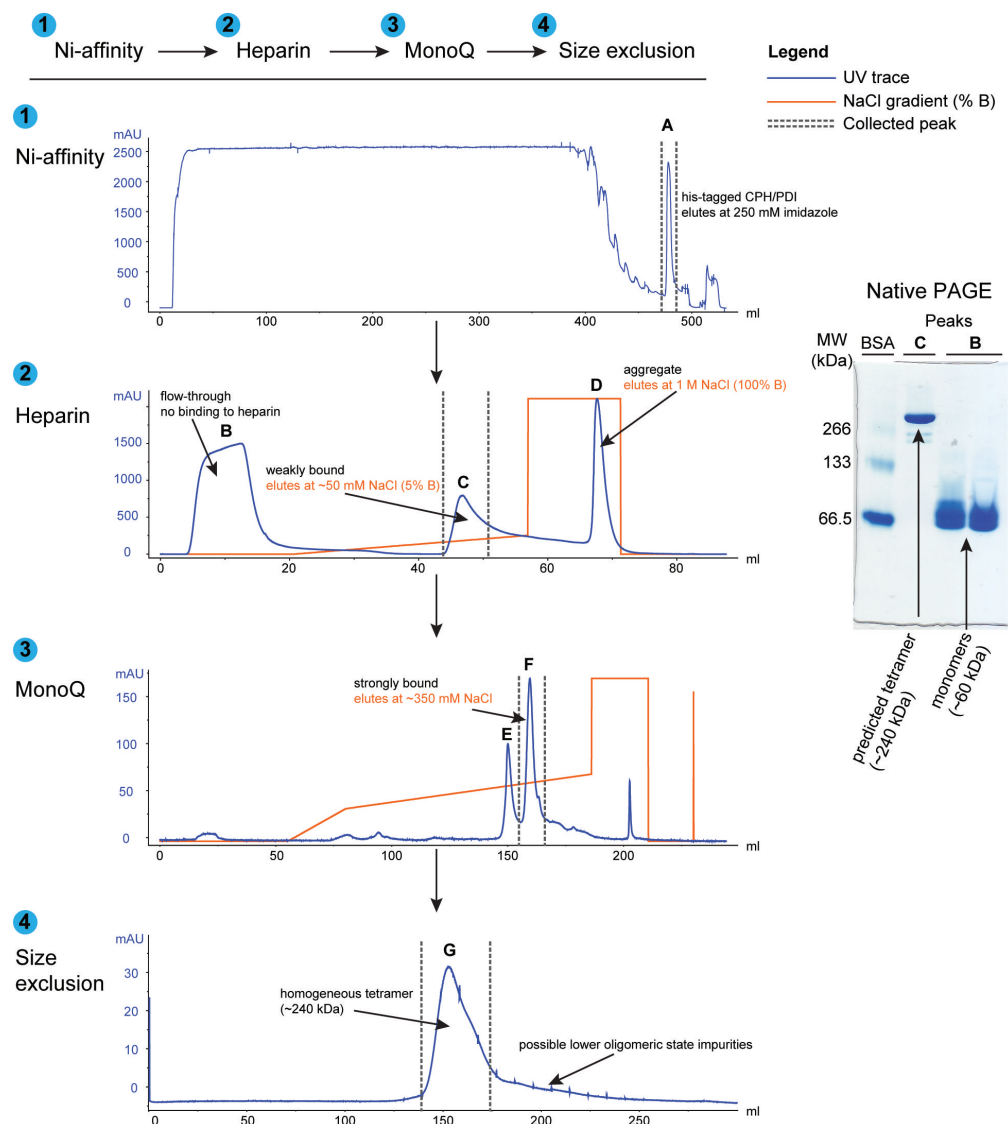 1 2 3 4
Ni-affinity Heparin MonoQ Size exclusion
Legend
UV trace
NaCl gradient (% B)
Collected peak
1
Ni-affinity
mAU
2500
2000
1500
1000
500
0
A
his-tagged CPH/PDI
elutes at 250 mM imidazole
0 100 200 300 400 500 ml
2
Heparin
mAU
1500
1000
500
0
flow-through
no binding to heparin
B
weakly bound
elutes at ~50 mM NaCl (5% B)
C
D
aggregate
elutes at 1 M NaCl (100% B)
0 20 40 60 80 ml
3
MonoQ
mAU
150
100
50
0
strongly bound
elutes at ~350 mM NaCl
E
F
0 50 100 150 200 ml
4
Size
exclusion
mAU
30
20
10
0
G
homogeneous tetramer
(~240 kDa)
possible lower oligomeric state impurities
0 50 100 150 200 250 ml
Native PAGE
Peaks
MW
(kDa)
BSA C B
266
133
66.5
predicted tetramer
(~240 kDa)
monomers
(~60 kDa)